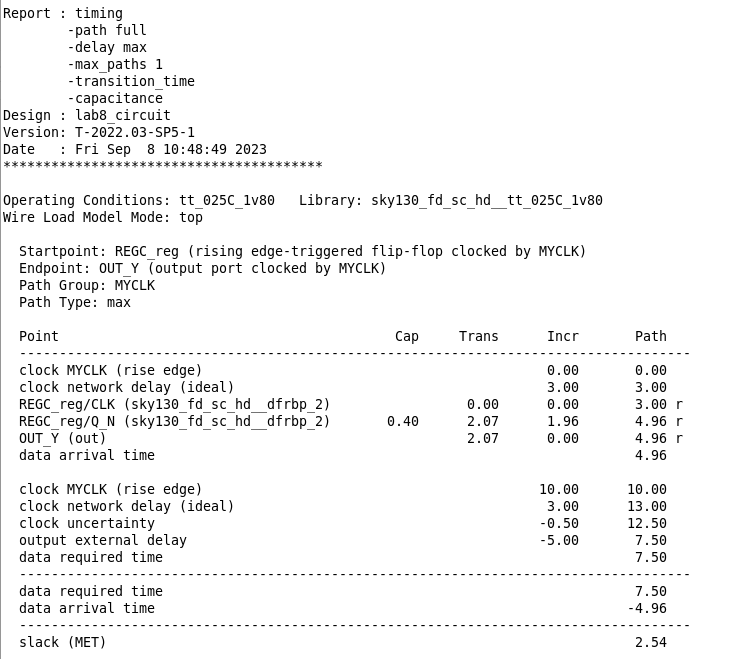 Report : timing
        -path full
        -delay max
        -max_paths 1
        -transition_time
        -capacitance
Design : lab8_circuit
Version: T-2022.03-SP5-1
Date   : Fri Sep  8 10:48:49 2023
****************************************

Operating Conditions: tt_025C_1v80   Library: sky130_fd_sc_hd__tt_025C_1v80
Wire Load Model Mode: top

  Startpoint: REGC_reg (rising edge-triggered flip-flop clocked by MYCLK)
  Endpoint: OUT_Y (output port clocked by MYCLK)
  Path Group: MYCLK
  Path Type: max

  Point                                          Cap     Trans      Incr       Path
  ------------------------------------------------------------------------------------
  clock MYCLK (rise edge)                                           0.00       0.00
  clock network delay (ideal)                                       3.00       3.00
  REGC_reg/CLK (sky130_fd_sc_hd__dfrbp_2)                 0.00      0.00       3.00 r
  REGC_reg/Q_N (sky130_fd_sc_hd__dfrbp_2)       0.40      2.07      1.96       4.96 r
  OUT_Y (out)                                             2.07      0.00       4.96 r
  data arrival time                                                            4.96

  clock MYCLK (rise edge)                                          10.00      10.00
  clock network delay (ideal)                                       3.00      13.00
  clock uncertainty                                                -0.50      12.50
  output external delay                                            -5.00       7.50
  data required time                                                           7.50
  ------------------------------------------------------------------------------------
  data required time                                                           7.50
  data arrival time                                                           -4.96
  ------------------------------------------------------------------------------------
  slack (MET)                                                                  2.54